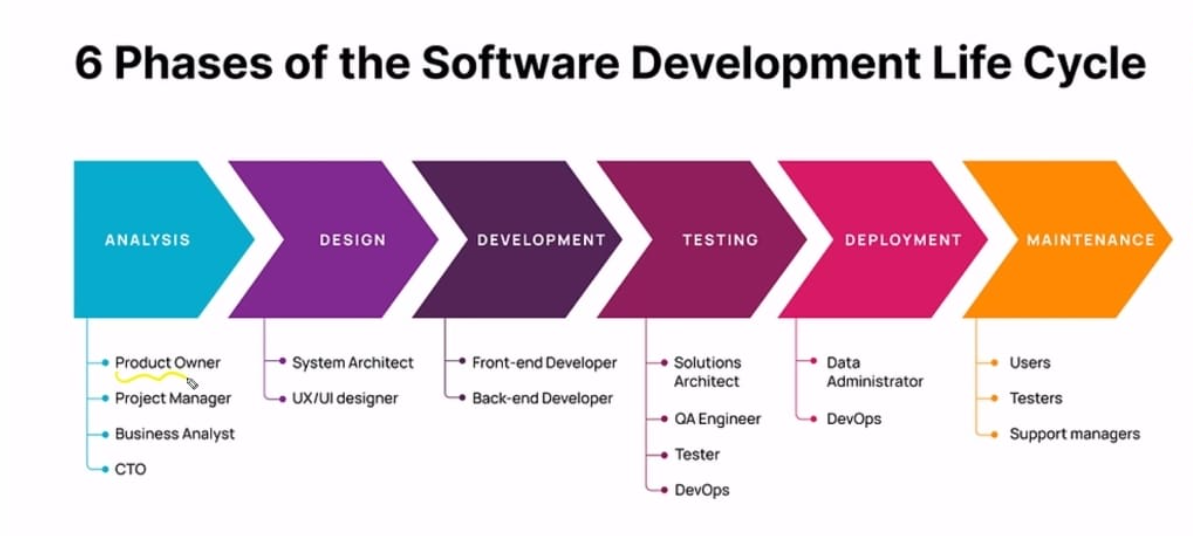 6 Phases of the Software Development Life Cycle
ANALYSIS
Product Owner
Project Manager
Business Analyst
CTO
DESIGN
System Architect
UX/UI designer
DEVELOPMENT
Front-end Developer
Back-end Developer
TESTING
Solutions
Architect
QA Engineer
Tester
DevOps
DEPLOYMENT
Data
Administrator
DevOps
MAINTENANCE
Users
Testers
Support managers